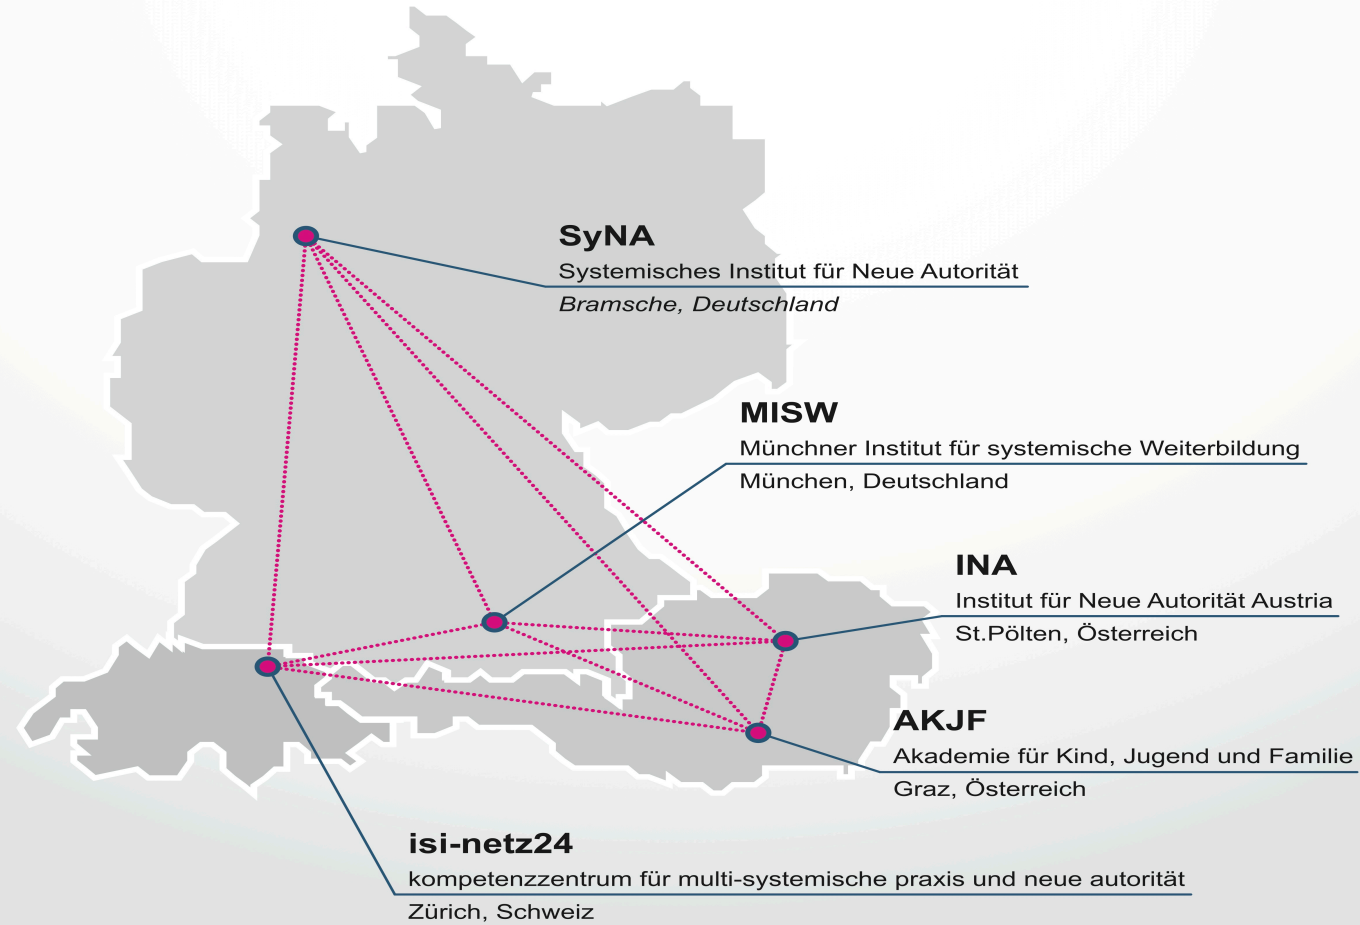 SyNA
Systemisches Institut für Neue Autorität
Bramsche, Deutschland
MISW
Münchner Institut für systemische Weiterbildung
München, Deutschland
INA
Institut für Neue Autorität Austria
St.Pölten, Österreich
AKJF
Akademie für Kind, Jugend und Familie
Graz, Österreich
isi-netz24
kompetenzzentrum für multi-systemische praxis und neue autorität
Zürich, Schweiz